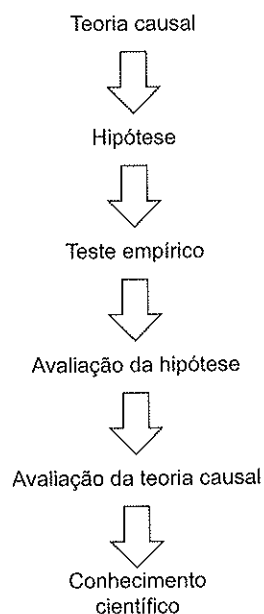 Teoria causal
Hipótese
Teste empírico
Avaliação da hipótese
Avaliação da teoria causal
Conhecimento
científico